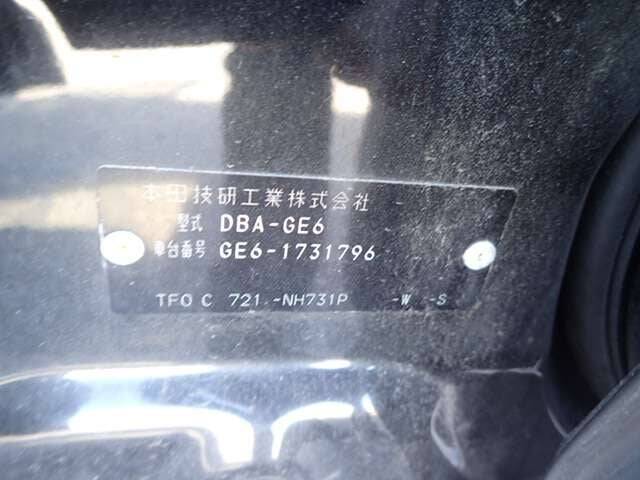 本田技研工業株式会社
型式 DBA-GE6
車台番号 GE6-1731796
TF0 C 721 -NH731P -W -S